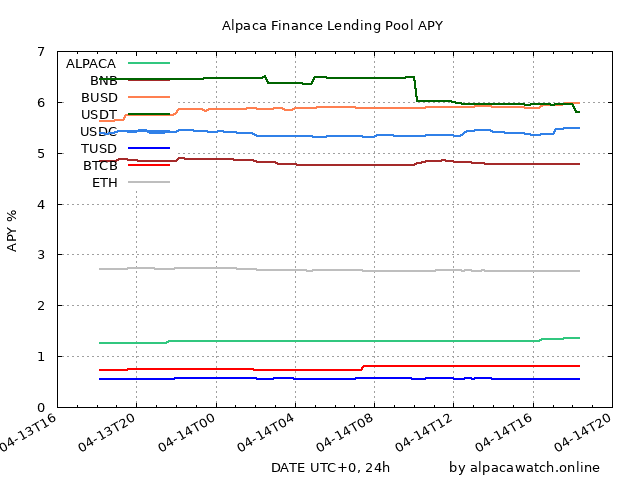 Alpaca Finance Lending Pool APY
7
6
5
4
3
2
1
0
APY %
ALPACA
BNB
BUSD
USDT
USDC
TUSD
BTCB
ETH
04-13T16
04-13T20
04-14T00
04-14T04
04-14T08
04-14T12
04-14T16
04-14T20
DATE UTC+0, 24h
by alpacawatch.online